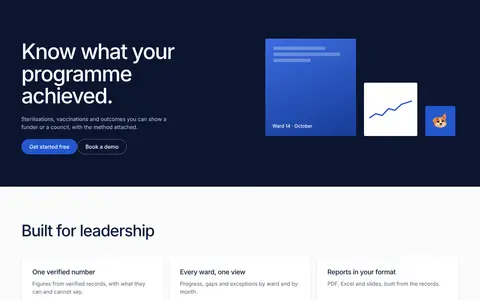 Know what your
programme
achieved.
Sterilisations, vaccinations and outcomes you can show a
funder or a council, with the method attached.
Get started free
Book a demo
Ward 14 · October
Built for leadership
One verified number
Figures from verified records, with what they
can and cannot say.
Every ward, one view
Progress, gaps and exceptions by ward and by
month.
Reports in your format
PDF, Excel and slides, built from the records.